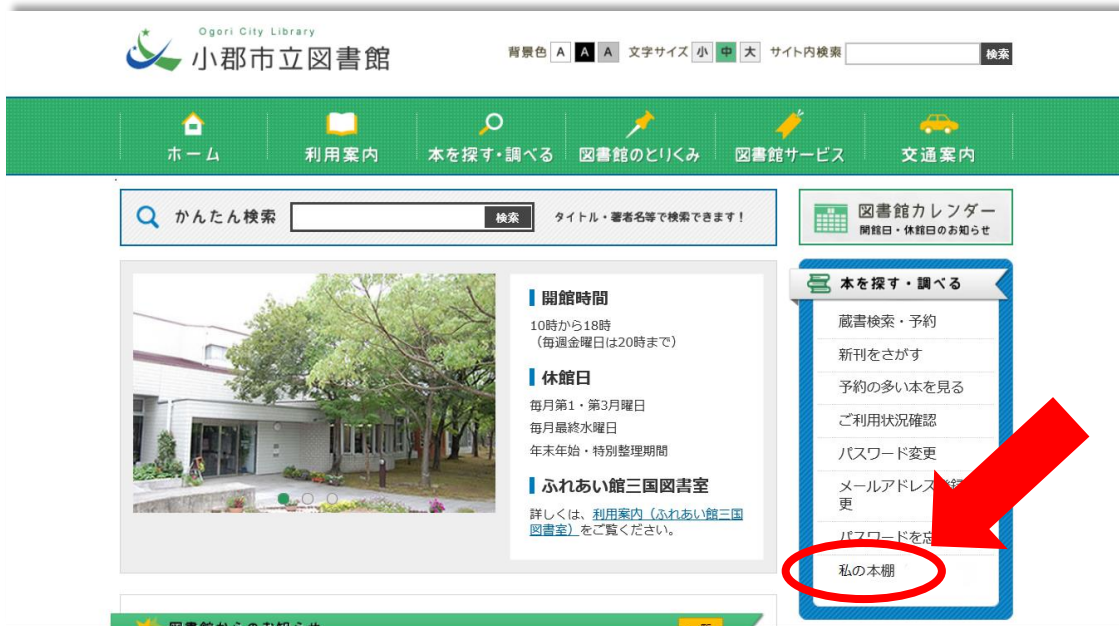 Ogori City Library
小郡市立図書館
背景色 A A A 文字サイズ 小 中 大 サイト内検索 検索
ホーム 利用案内 本を探す・調べる 図書館のとりくみ 図書館サービス 交通案内
かんたん検索 検索 タイトル・著者名等で検索できます!
図書館カレンダー
開館日・休館日のお知らせ
開館時間
10時から18時
(毎週金曜日は20時まで)
休館日
毎月第1・第3月曜日
毎月最終水曜日
年末年始・特別整理期間
ふれあい館三国図書室
詳しくは、利用案内(ふれあい館三国
図書室)をご覧ください。
本を探す・調べる
蔵書検索・予約
新刊をさがす
予約の多い本を見る
ご利用状況確認
パスワード変更
メールアドレス
更
パスワードを
私の本棚
図書館からのお知らせ